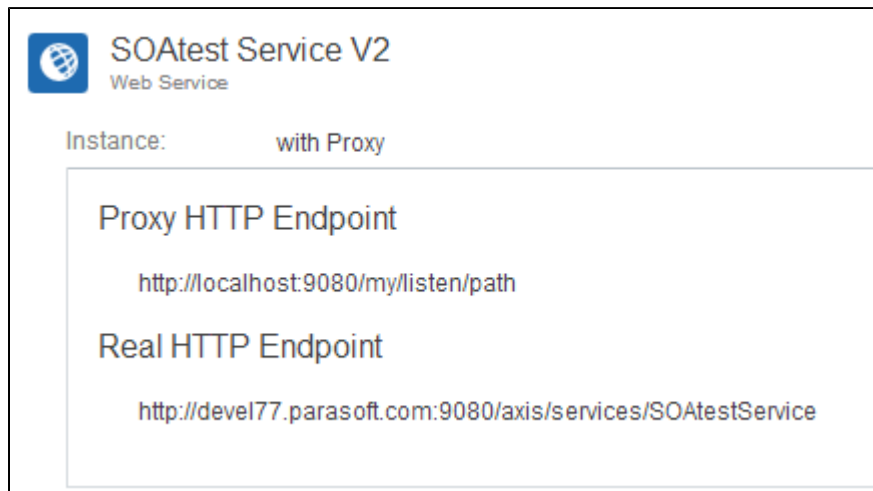 SOAtest Service V2
Web Service
Instance: with Proxy
Proxy HTTP Endpoint
http://localhost:9080/my/listen/path
Real HTTP Endpoint
http://devel77.parasoft.com:9080/axis/services/SOAtestService